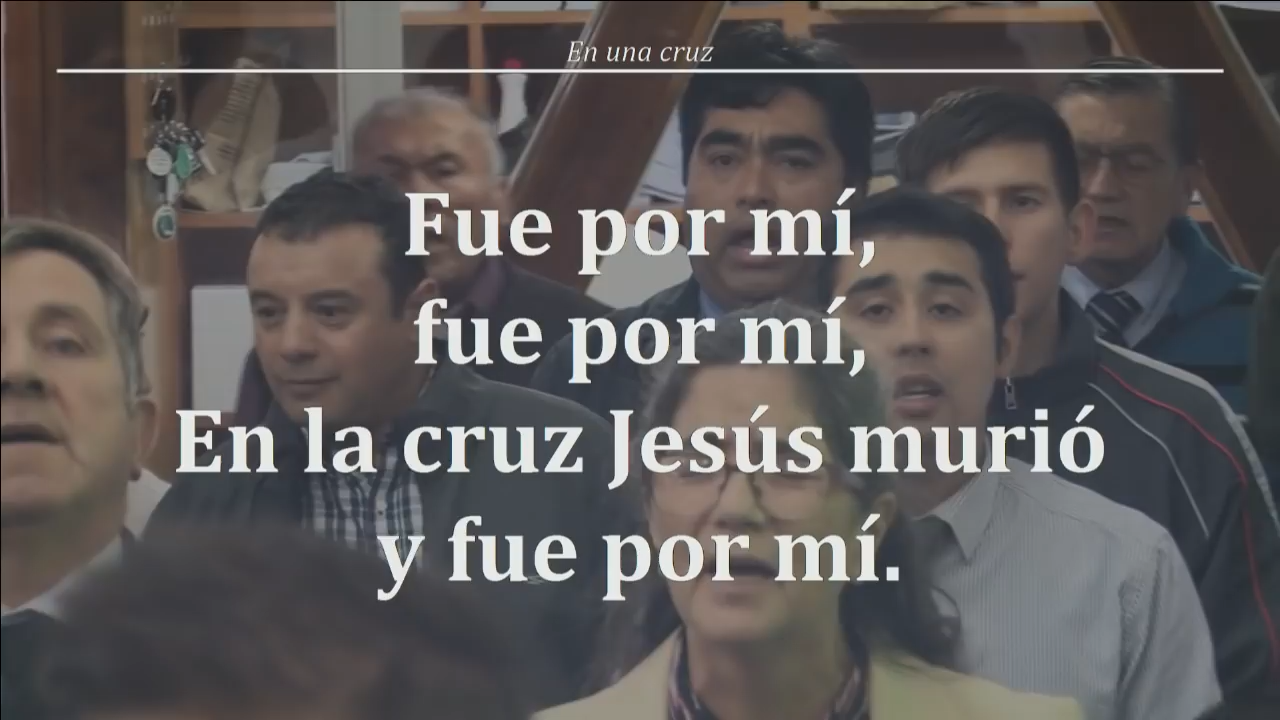 En una cruz
Fue por mí,
fue por mí,
En la cruz Jesús murió
y fue por mí.